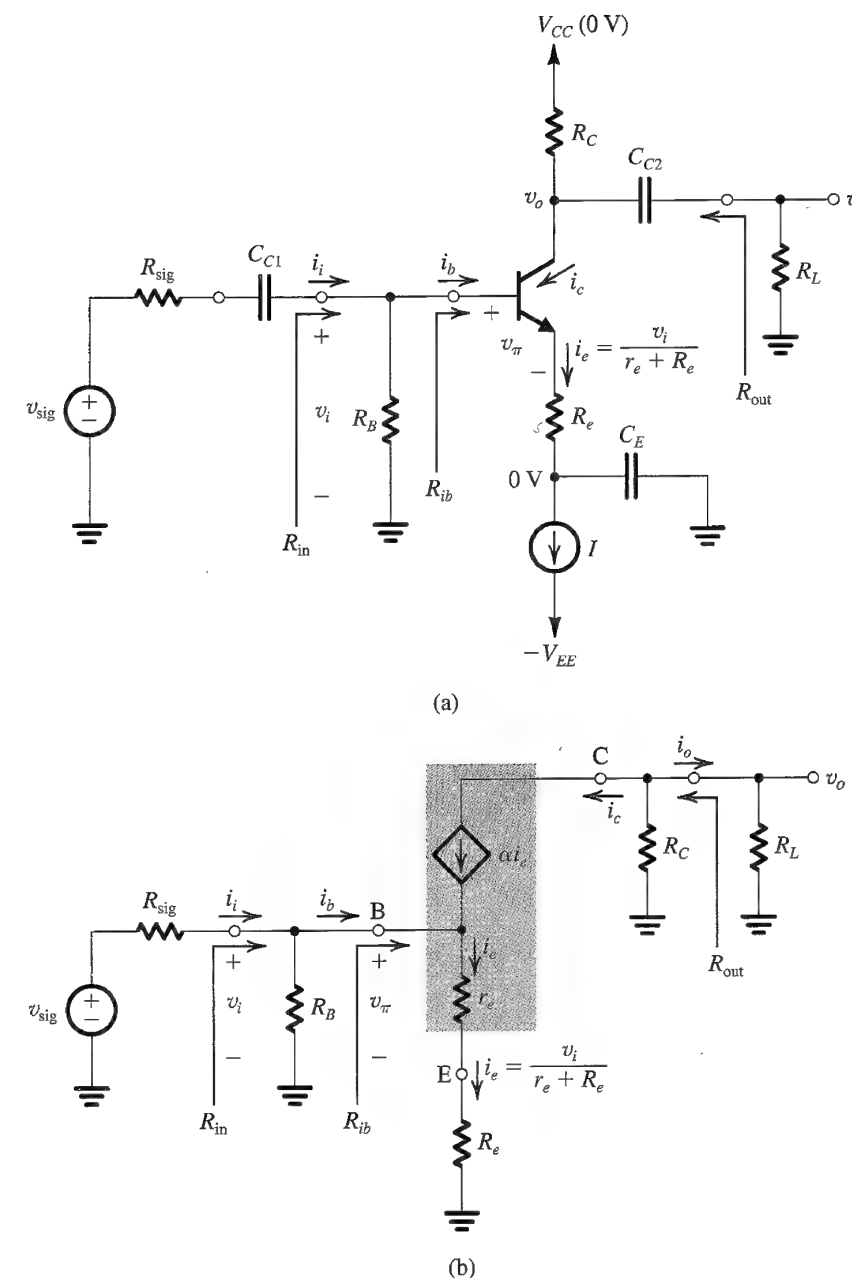 V_CC (0 V)
R_C
C_C2
v_o
R_sig
C_C1
i_i
i_b
i_c
R_L
+
+
v_π
−
i_e = v_i / (r_e + R_e)
R_out
v_sig
+
−
v_i
R_B
R_e
C_E
0 V
R_ib
−
R_in
I
−V_EE
(a)
C
i_o
v_o
i_c
αi_e
R_C
R_L
R_sig
i_i
i_b
B
i_e
R_out
+
+
v_sig
+
−
v_i
R_B
v_π
r_e
−
−
E
i_e = v_i / (r_e + R_e)
R_in
R_ib
R_e
(b)